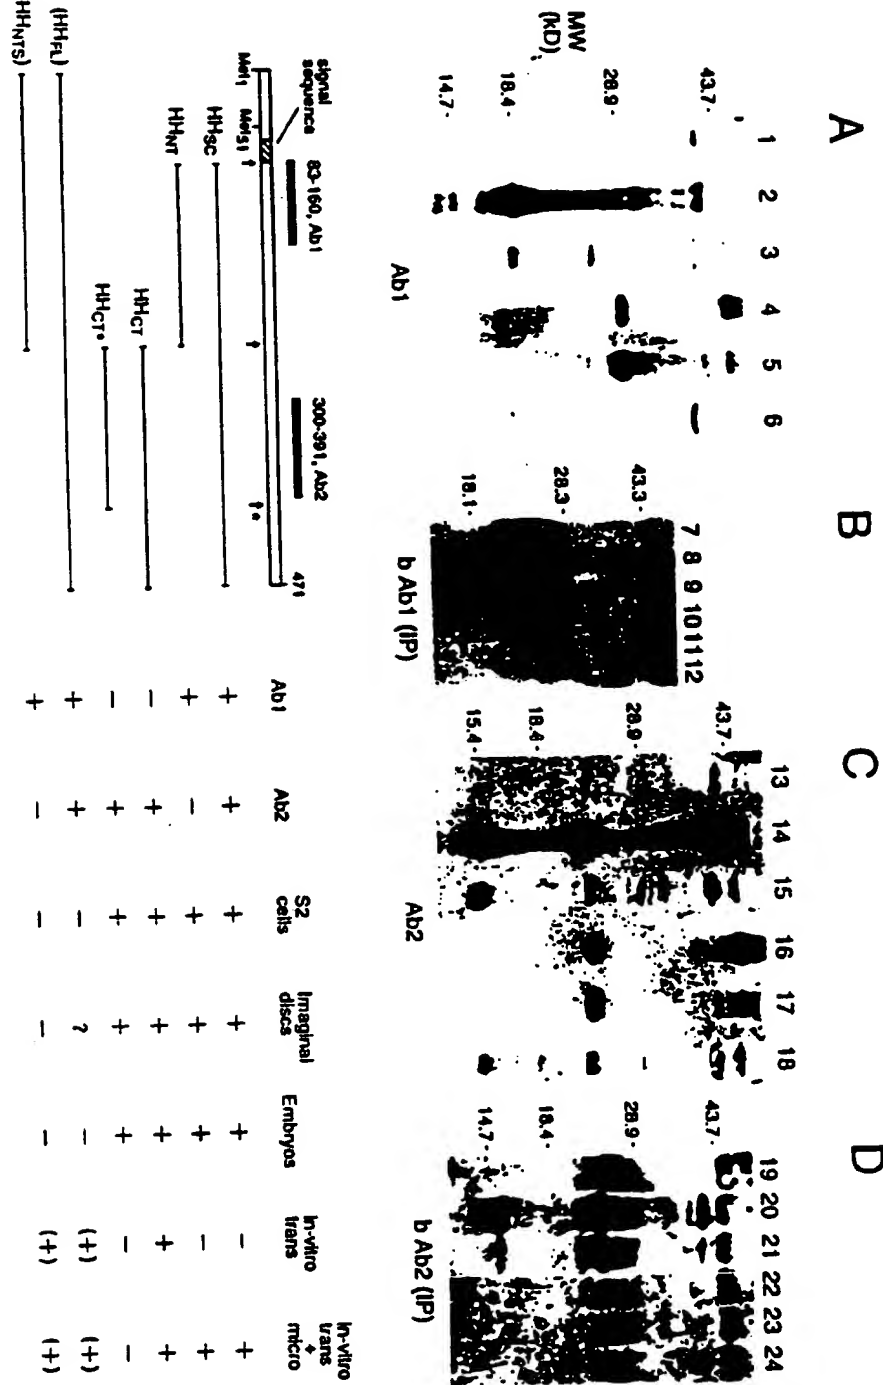 A
MW
(kD)
1 2 3 4 5 6
43.7-
28.9-
18.4-
14.7-
Ab1
B
7 8 9 10 11 12
43.3-
28.3-
18.1-
b Ab1 (IP)
C
13 14 15 16 17 18
43.7-
28.9-
18.4-
15.4-
Ab2
D
19 20 21 22 23 24
43.7-
28.9-
18.4-
14.7-
b Ab2 (IP)
83-160, Ab1
300-391, Ab2
signal
sequence
471
Met1
Met51
Ab1 Ab2 S2 cells Imaginal discs Embryos In-vitro trans In-vitro trans + micro
HHSC + + + + + - +
HHNT + - + + + - +
HHCT - + + + + + +
HHCT* - + + + + - -
(HHFL) + + - ? - (+) (+)
HHNTS) + - - - - (+) (+)